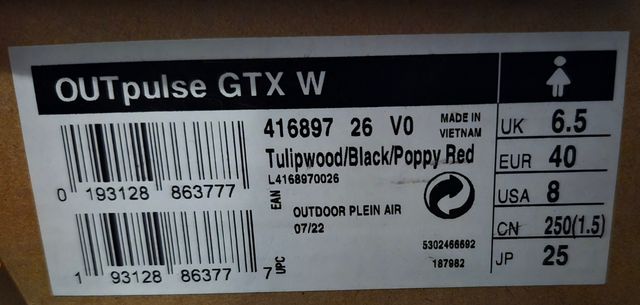 OUTpulse GTX W
416897 26 V0
MADE IN
VIETNAM
Tulipwood/Black/Poppy Red
L4168970026
EAN
0 193128 863777
OUTDOOR PLEIN AIR
07/22
1 93128 86377 7
UPC
5302466692
187982
UK 6.5
EUR 40
USA 8
CN 250(1.5)
JP 25